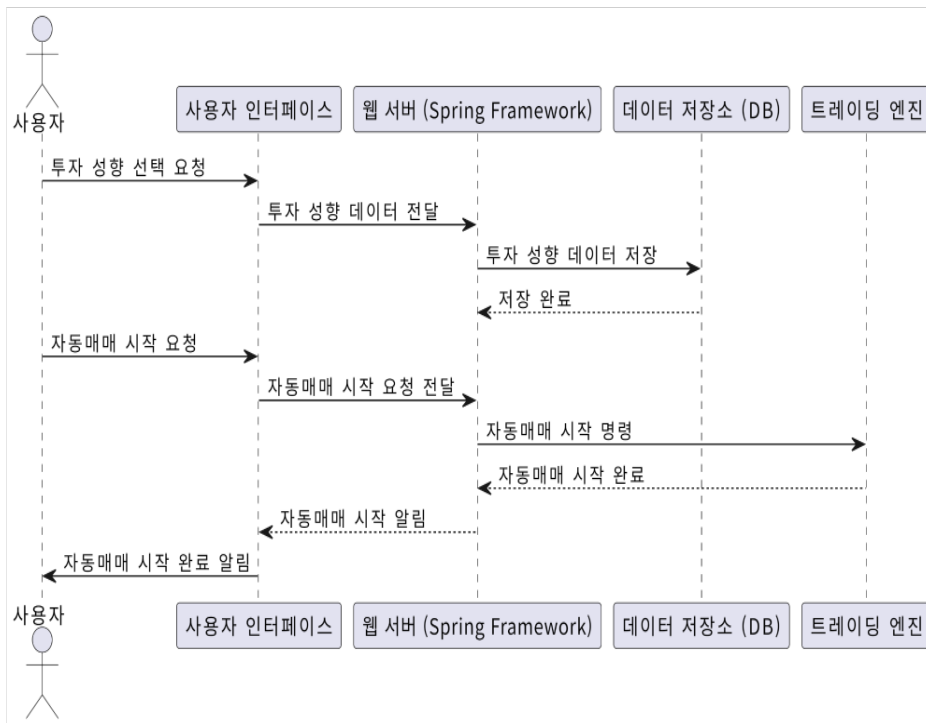 사용자
사용자 인터페이스
웹 서버 (Spring Framework)
데이터 저장소 (DB)
트레이딩 엔진
투자 성향 선택 요청
투자 성향 데이터 전달
투자 성향 데이터 저장
저장 완료
자동매매 시작 요청
자동매매 시작 요청 전달
자동매매 시작 명령
자동매매 시작 완료
자동매매 시작 알림
자동매매 시작 완료 알림
사용자
사용자 인터페이스
웹 서버 (Spring Framework)
데이터 저장소 (DB)
트레이딩 엔진